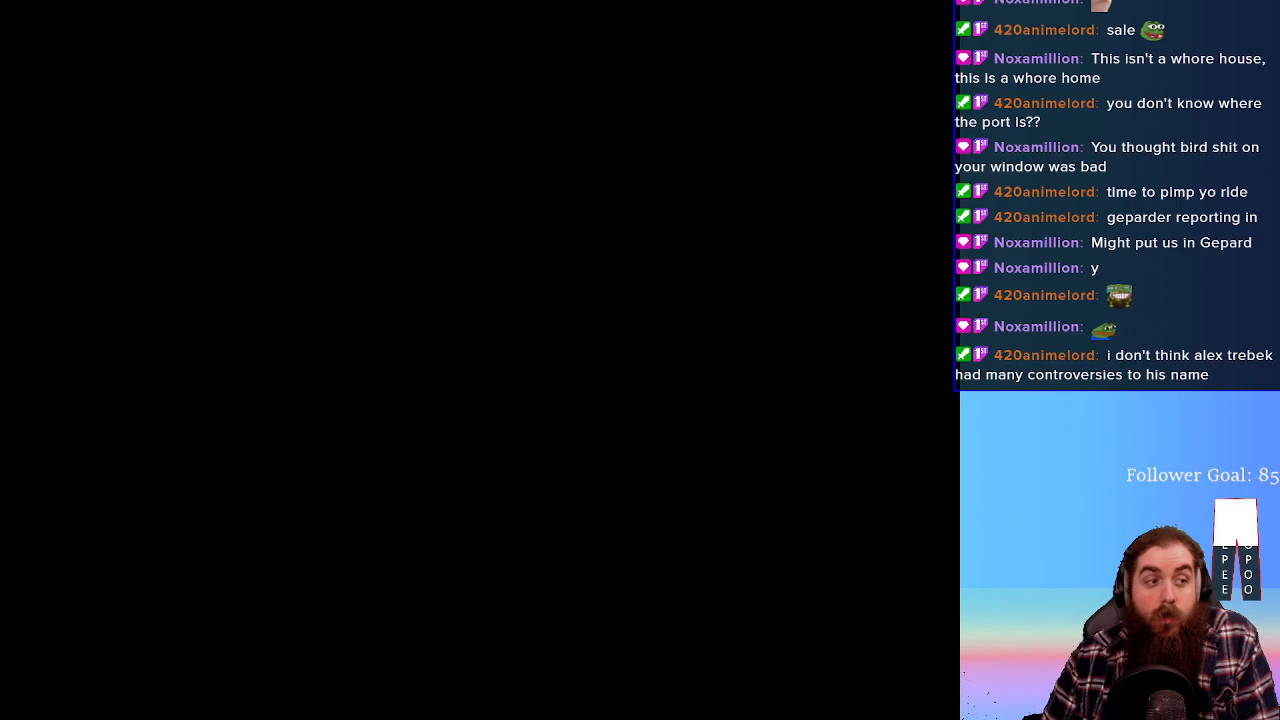 Noxamillion:
420animelord: sale
Noxamillion: This isn't a whore house,
this is a whore home
420animelord: you don't know where
the port is??
Noxamillion: You thought bird shit on
your window was bad
420animelord: time to pimp yo ride
420animelord: geparder reporting in
Noxamillion: Might put us in Gepard
Noxamillion: y
420animelord:
Noxamillion:
420animelord: i don't think alex trebek
had many controversies to his name
Follower Goal: 85
P P
E O
E O